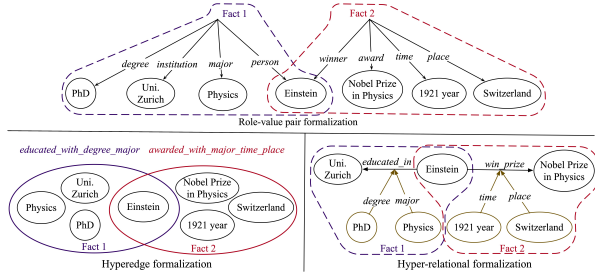 Fact 1
Fact 2
degree
institution
major
person
winner
award
time
place
PhD
Uni.
Zurich
Physics
Einstein
Nobel Prize
in Physics
1921 year
Switzerland
Role-value pair formalization
educated_with_degree_major
awarded_with_major_time_place
Uni.
Zurich
Physics
PhD
Einstein
Nobel Prize
in Physics
Switzerland
1921 year
Fact 1
Fact 2
Hyperedge formalization
Uni.
Zurich
educated_in
Einstein
win_prize
Nobel Prize
in Physics
degree
major
time
place
PhD
Physics
1921 year
Switzerland
Fact 1
Fact 2
Hyper-relational formalization